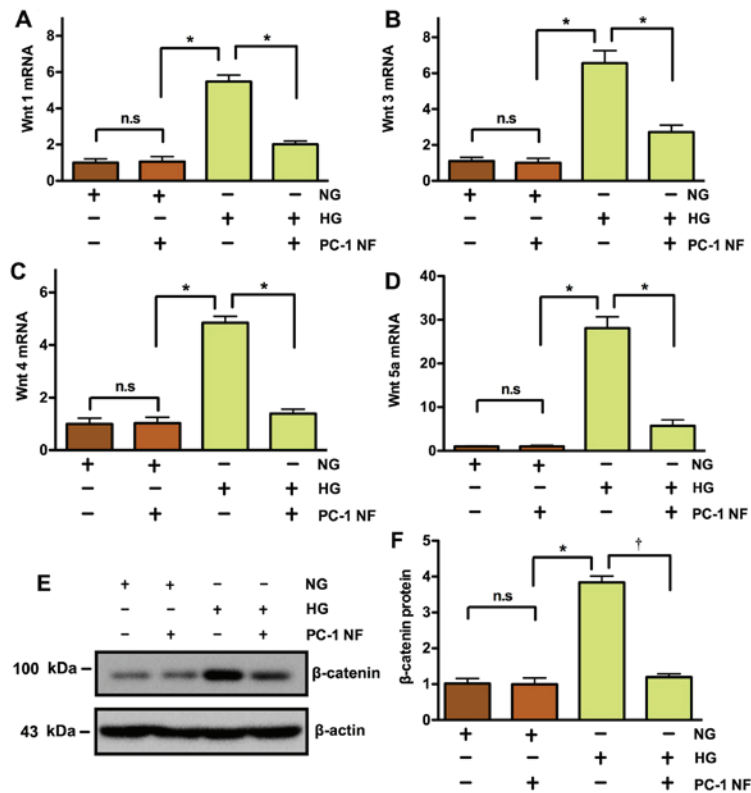 A
Wnt 1 mRNA
6
4
2
0
n.s
*
*
+ + − − NG
− − + + HG
− + − + PC-1 NF
B
Wnt 3 mRNA
8
6
4
2
0
n.s
*
*
+ + − − NG
− − + + HG
− + − + PC-1 NF
C
Wnt 4 mRNA
6
4
2
0
n.s
*
*
+ + − − NG
− − + + HG
− + − + PC-1 NF
D
Wnt 5a mRNA
40
30
20
10
0
n.s
*
*
+ + − − NG
− − + + HG
− + − + PC-1 NF
E
+ + − − NG
− − + + HG
− + − + PC-1 NF
100 kDa
β-catenin
43 kDa
β-actin
F
β-catenin protein
5
4
3
2
1
0
n.s
*
†
+ + − − NG
− − + + HG
− + − + PC-1 NF